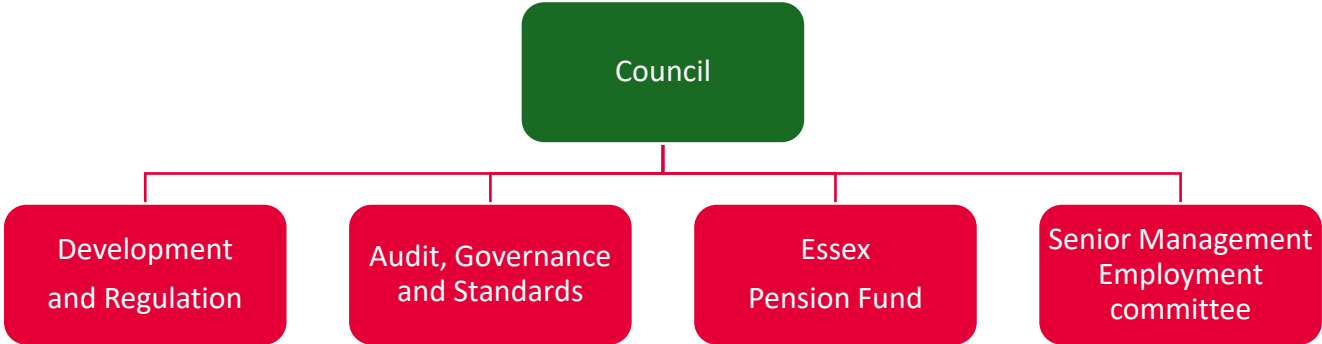 Council
Development
and Regulation
Audit, Governance
and Standards
Essex
Pension Fund
Senior Management
Employment
committee